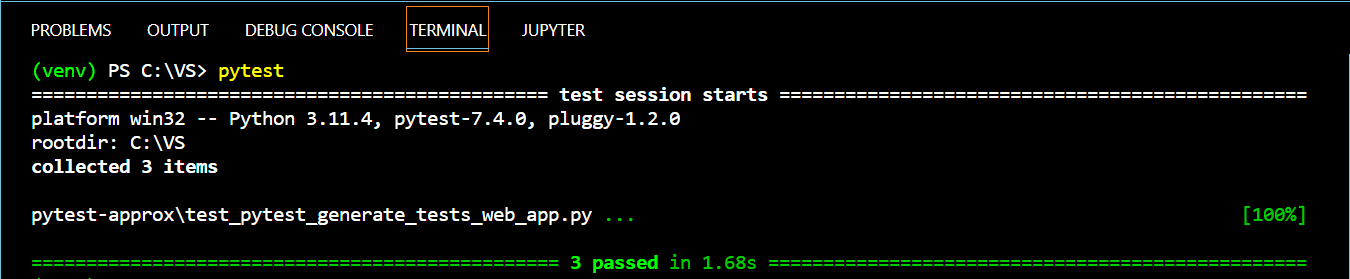 PROBLEMS OUTPUT DEBUG CONSOLE TERMINAL JUPYTER
(venv) PS C:\VS> pytest
=============================================== test session starts ================================================
platform win32 -- Python 3.11.4, pytest-7.4.0, pluggy-1.2.0
rootdir: C:\VS
collected 3 items
pytest-approx\test_pytest_generate_tests_web_app.py ... [100%]
================================================ 3 passed in 1.68s =================================================